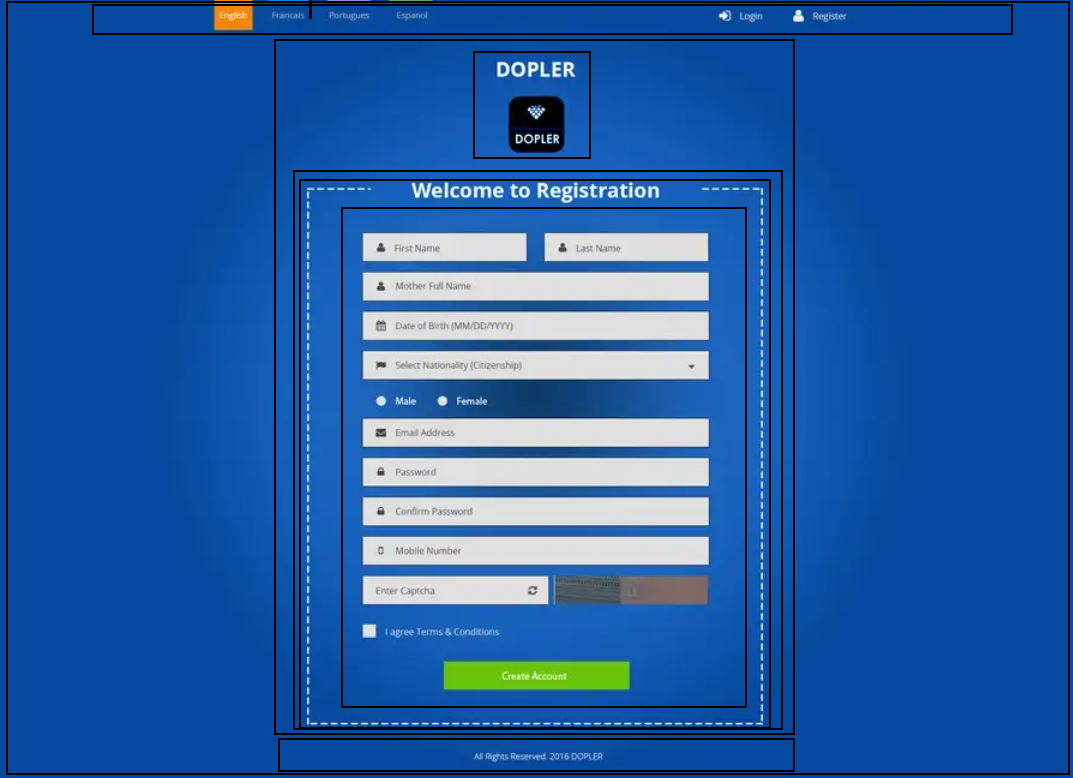 English Francais Portugues Espanol Login Register
DOPLER
DOPLER
Welcome to Registration
First Name Last Name
Mother Full Name
Date of Birth (MM/DD/YYYY)
Select Nationality (Citizenship)
Male Female
Email Address
Password
Confirm Password
Mobile Number
Enter Captcha
I agree Terms & Conditions
Create Account
All Rights Reserved. 2016 DOPLER